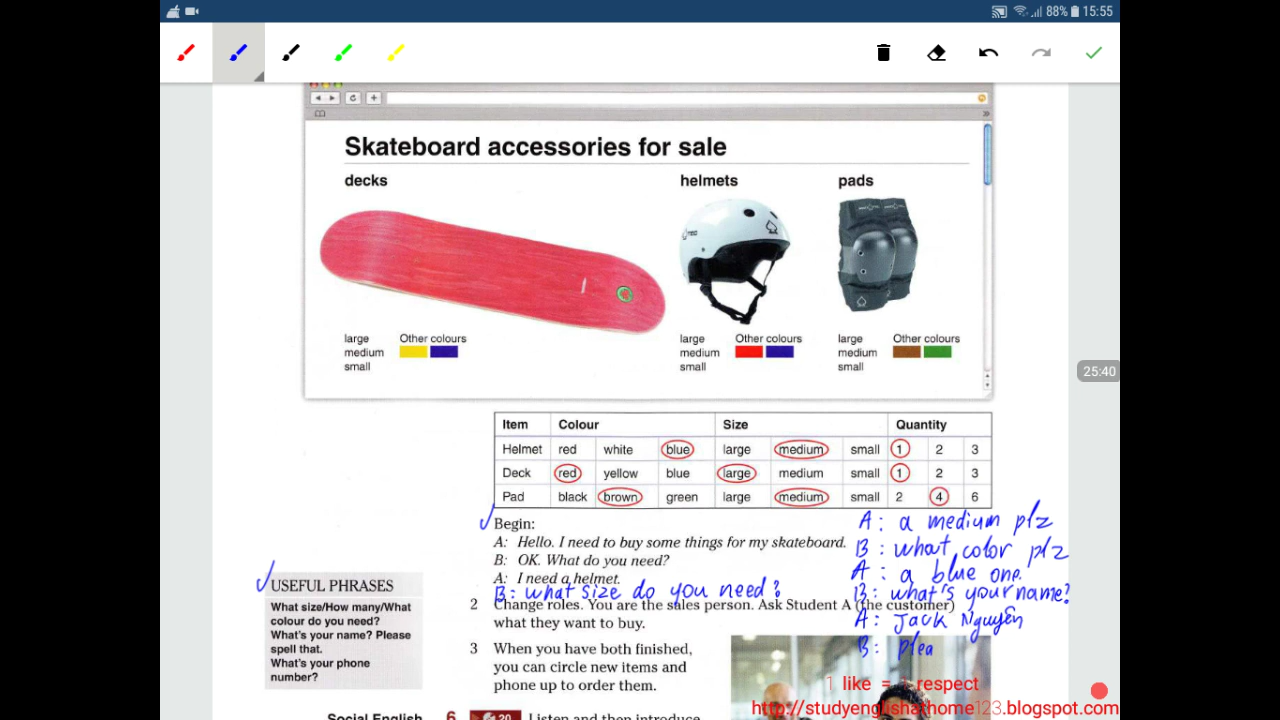 88% 15:55
Skateboard accessories for sale
decks helmets pads
large Other colours large Other colours large Other colours
medium medium medium
small small small
25:40
Item Colour Size Quantity
Helmet red white blue large medium small 1 2 3
Deck red yellow blue large medium small 1 2 3
Pad black brown green large medium small 2 4 6
Begin:
A: Hello. I need to buy some things for my skateboard.
B: OK. What do you need?
A: I need a helmet.
B: what size do you need?
A: a medium plz
B: what color plz
A: a blue one.
B: what's your name?
A: Jack Nguyễn
B: plea
USEFUL PHRASES
What size/How many/What
colour do you need?
What's your name? Please
spell that.
What's your phone
number?
2 Change roles. You are the sales person. Ask Student A (the customer)
what they want to buy.
3 When you have both finished,
you can circle new items and
phone up to order them.
1 like = 1 respect
http://studyenglishathome123.blogspot.com
Social English 6 20 Listen and then introduce